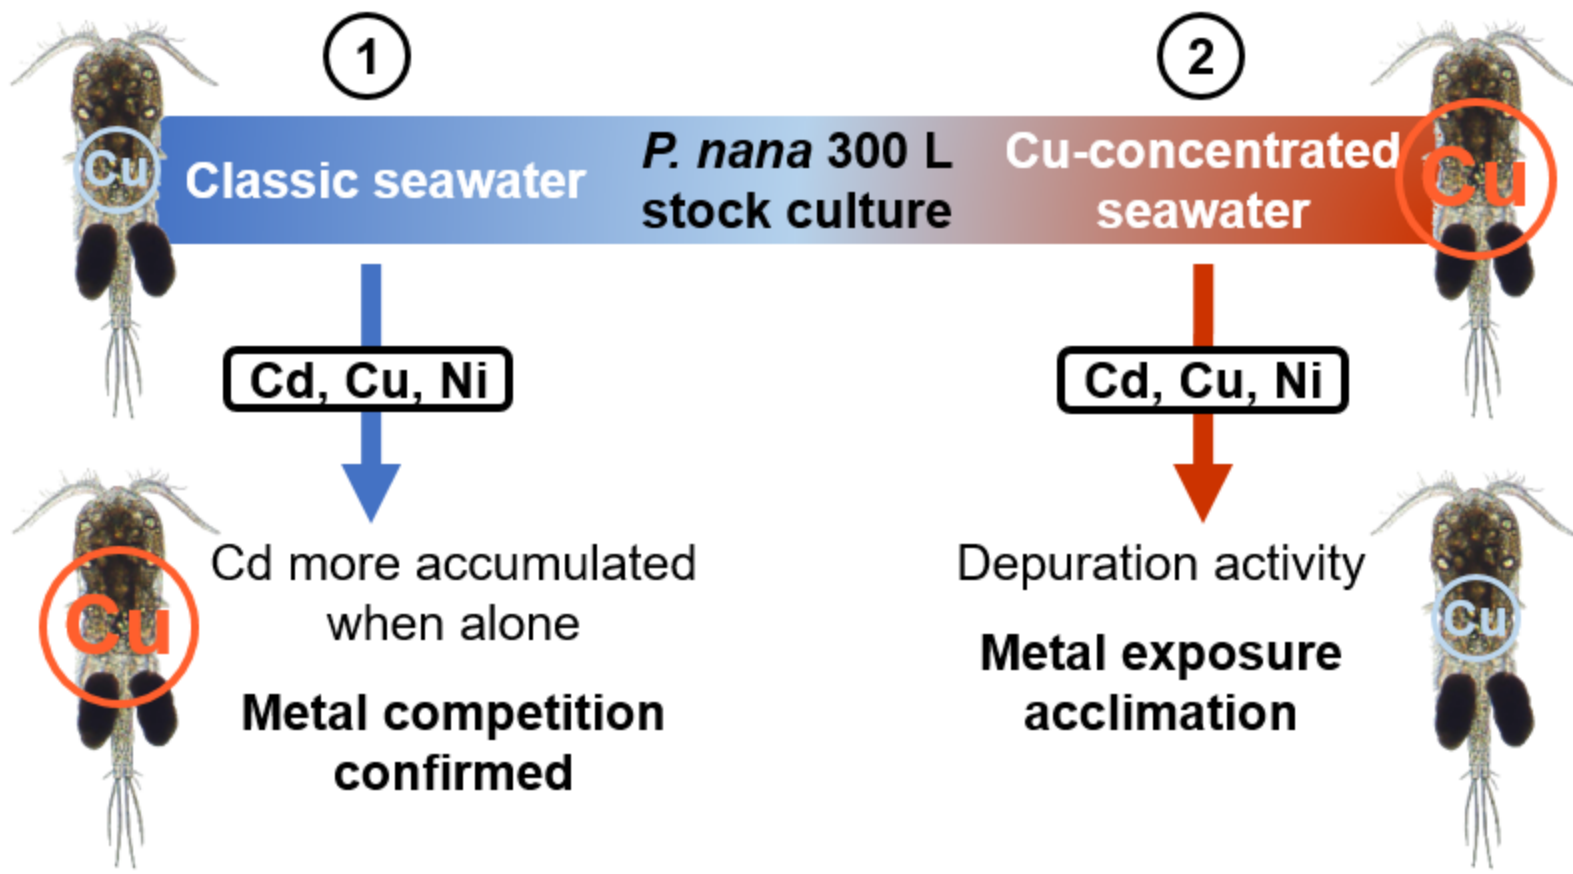 1
2
Cu
Classic seawater
P. nana 300 L
stock culture
Cu-concentrated
seawater
Cu
Cd, Cu, Ni
Cd, Cu, Ni
Cu
Cd more accumulated
when alone
Metal competition
confirmed
Depuration activity
Metal exposure
acclimation
Cu